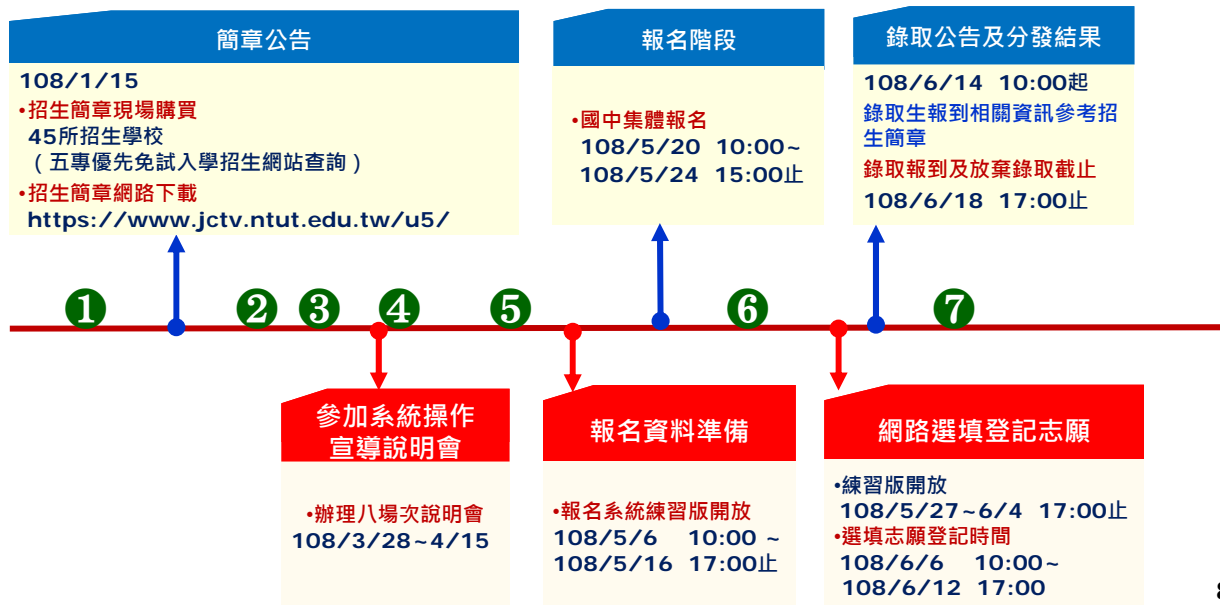 簡章公告
108/1/15
•招生簡章現場購買
45所招生學校
(五專優先免試入學招生網站查詢)
•招生簡章網路下載
https://www.jctv.ntut.edu.tw/u5/
報名階段
•國中集體報名
108/5/20 10:00~
108/5/24 15:00止
錄取公告及分發結果
108/6/14 10:00起
錄取生報到相關資訊參考招
生簡章
錄取報到及放棄錄取截止
108/6/18 17:00止
❶ ❷ ❸ ❹ ❺ ❻ ❼
參加系統操作
宣導說明會
•辦理八場次說明會
108/3/28~4/15
報名資料準備
•報名系統練習版開放
108/5/6 10:00 ~
108/5/16 17:00止
網路選填登記志願
•練習版開放
108/5/27~6/4 17:00止
•選填志願登記時間
108/6/6 10:00~
108/6/12 17:00